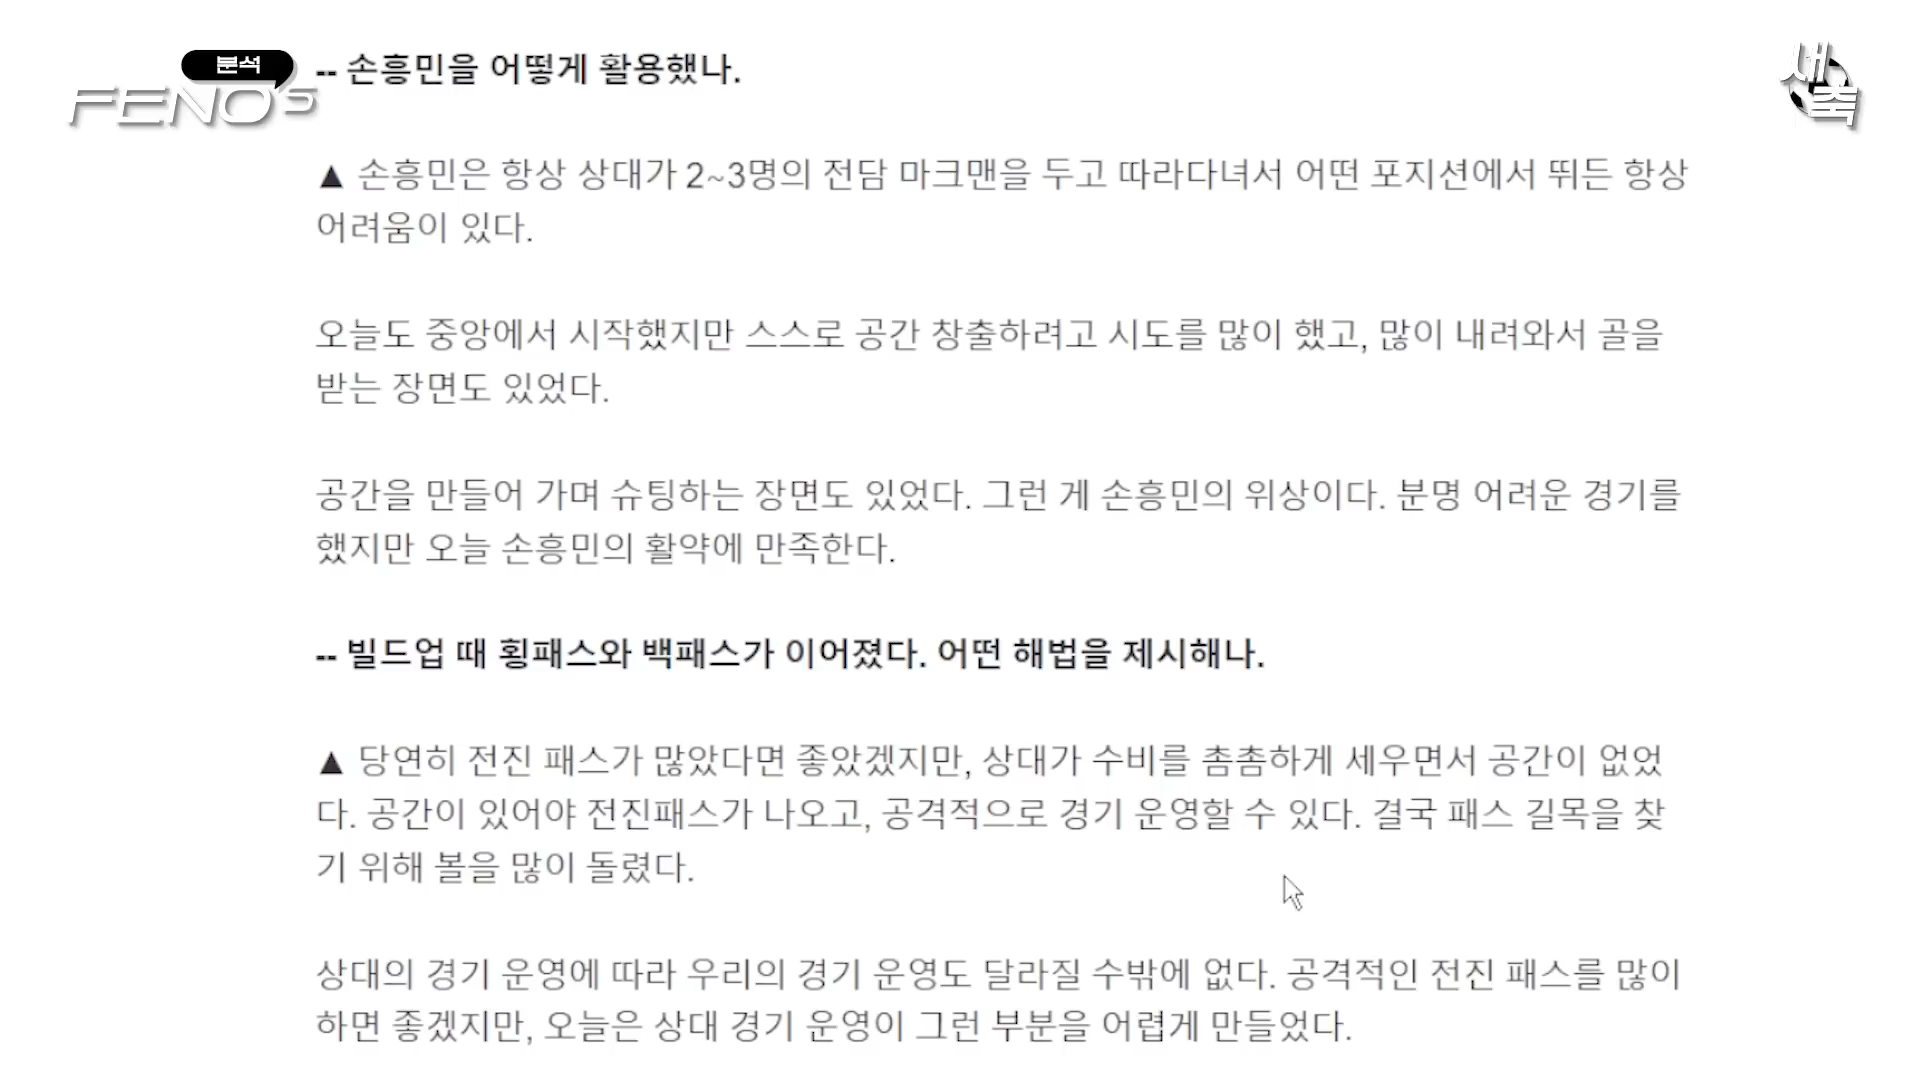 분석
FENO'S
새축
-- 손흥민을 어떻게 활용했나.
▲ 손흥민은 항상 상대가 2~3명의 전담 마크맨을 두고 따라다녀서 어떤 포지션에서 뛰든 항상
어려움이 있다.
오늘도 중앙에서 시작했지만 스스로 공간 창출하려고 시도를 많이 했고, 많이 내려와서 골을
받는 장면도 있었다.
공간을 만들어 가며 슈팅하는 장면도 있었다. 그런 게 손흥민의 위상이다. 분명 어려운 경기를
했지만 오늘 손흥민의 활약에 만족한다.
-- 빌드업 때 횡패스와 백패스가 이어졌다. 어떤 해법을 제시해나.
▲ 당연히 전진 패스가 많았다면 좋았겠지만, 상대가 수비를 촘촘하게 세우면서 공간이 없었
다. 공간이 있어야 전진패스가 나오고, 공격적으로 경기 운영할 수 있다. 결국 패스 길목을 찾
기 위해 볼을 많이 돌렸다.
상대의 경기 운영에 따라 우리의 경기 운영도 달라질 수밖에 없다. 공격적인 전진 패스를 많이
하면 좋겠지만, 오늘은 상대 경기 운영이 그런 부분을 어렵게 만들었다.